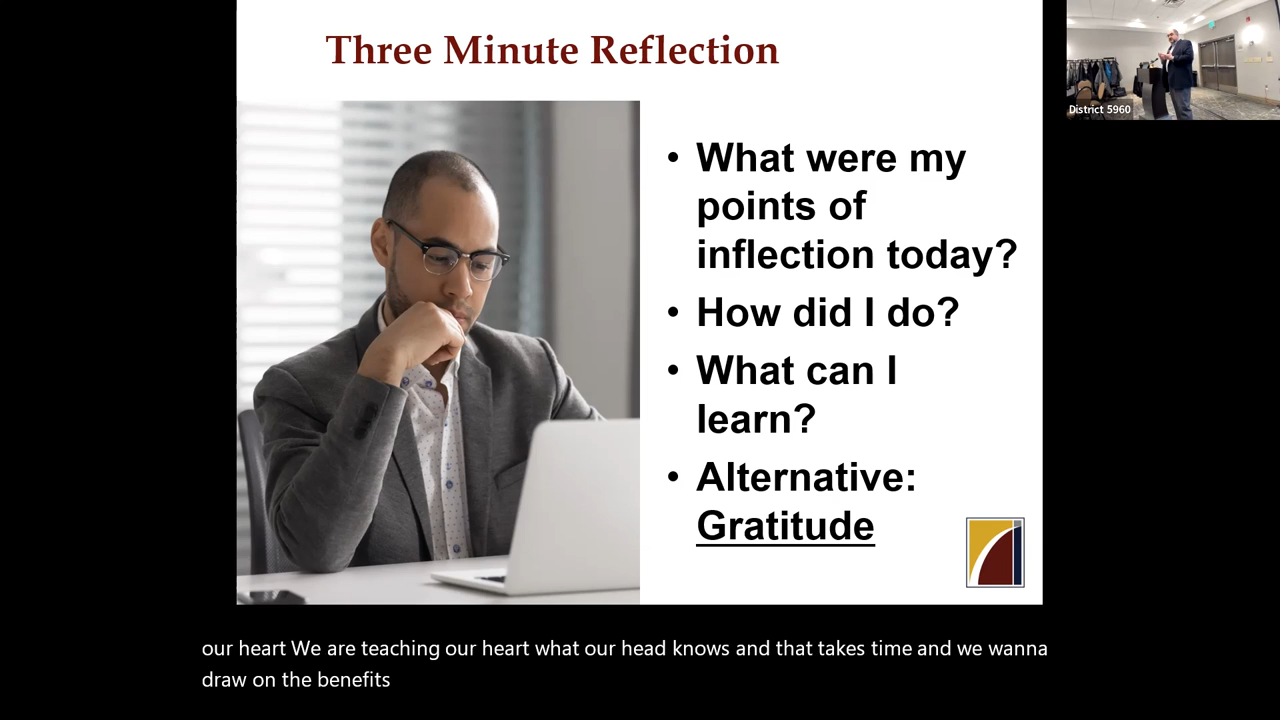 Three Minute Reflection
District 5960
• What were my
points of
inflection today?
• How did I do?
• What can I
learn?
• Alternative:
Gratitude
our heart We are teaching our heart what our head knows and that takes time and we wanna
draw on the benefits